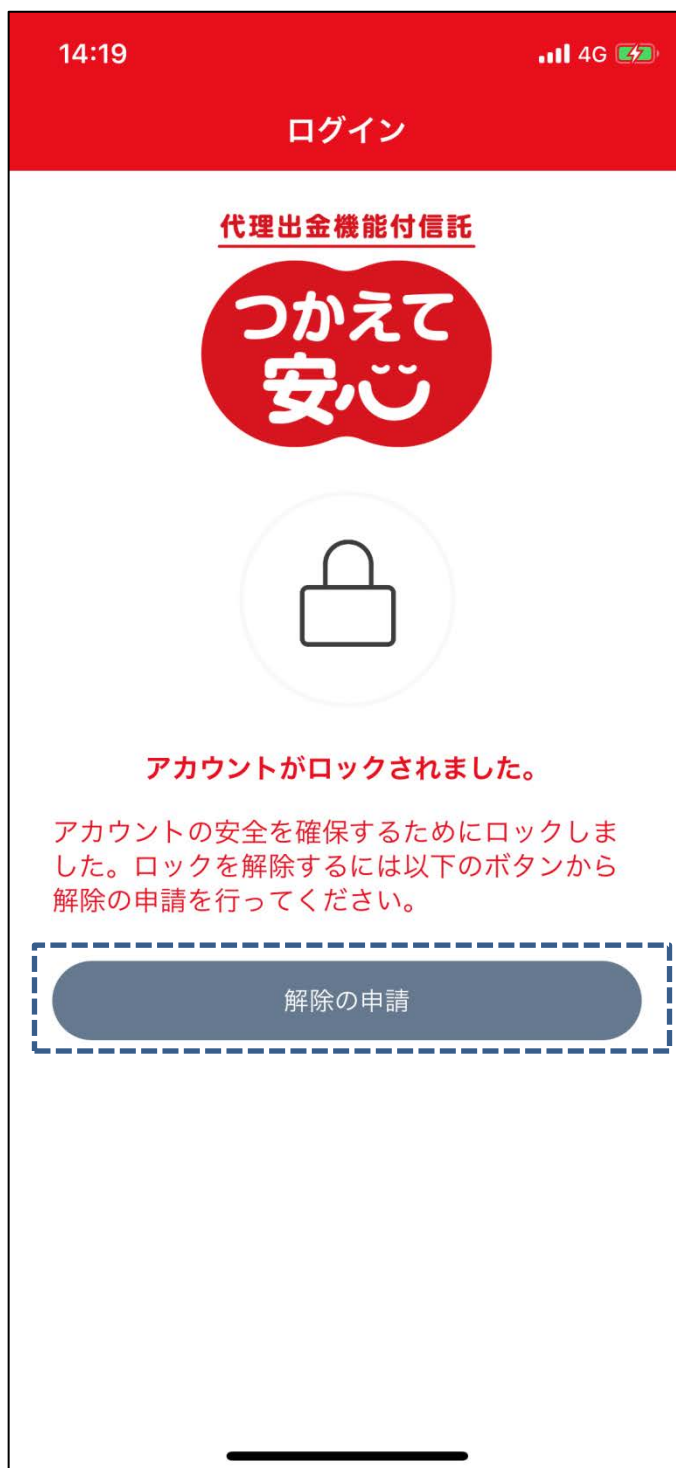 14:19 4G
ログイン
代理出金機能付信託
つかえて
安心
アカウントがロックされました。
アカウントの安全を確保するためにロックしま
した。ロックを解除するには以下のボタンから
解除の申請を行ってください。
解除の申請